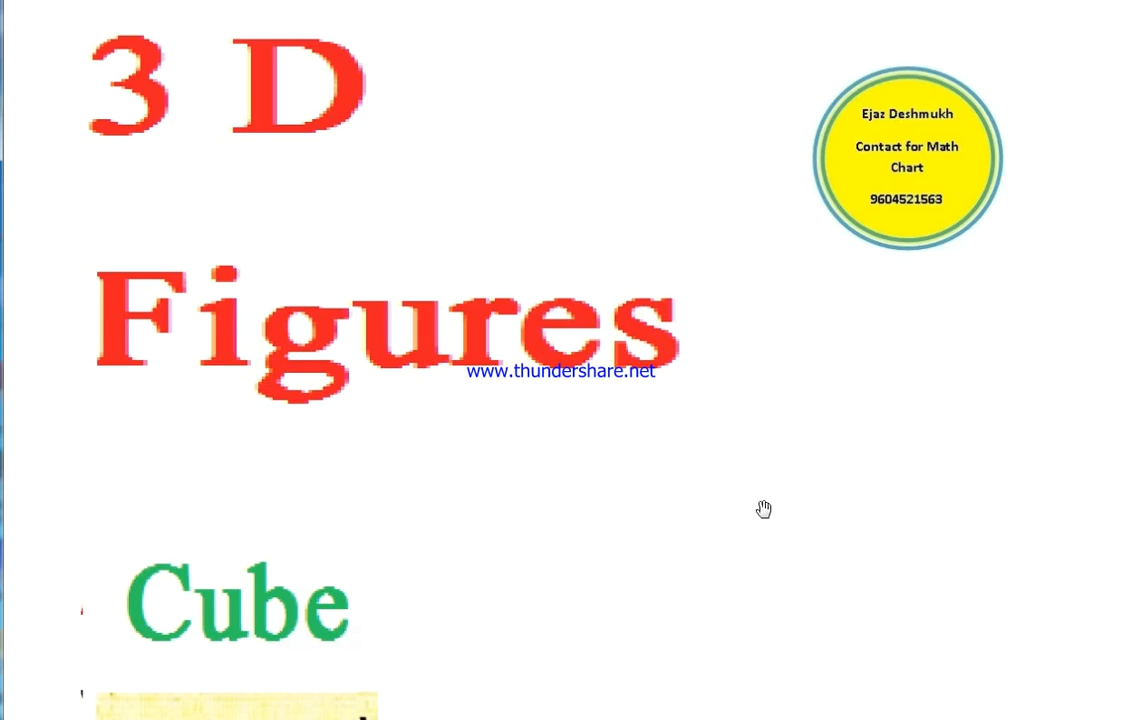 3 D
Ejaz Deshmukh
Contact for Math
Chart
9604521563
Figures
www.thundershare.net
Cube